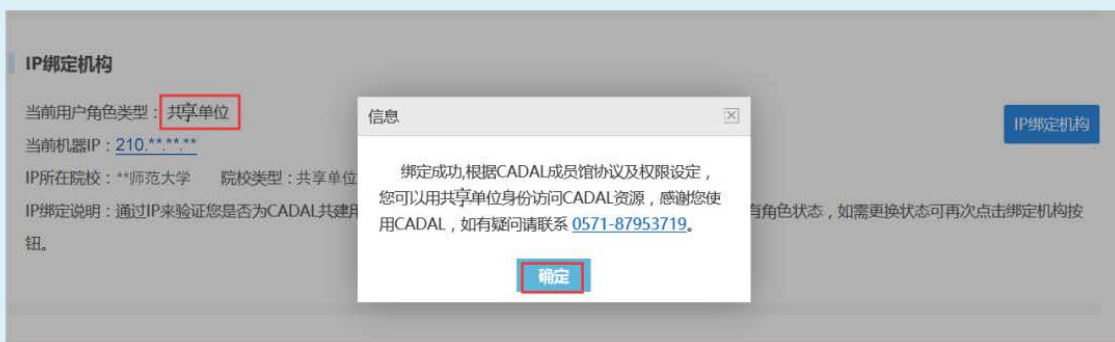 IP绑定机构
当前用户角色类型：共享单位
当前机器IP：210.**.**.**
IP所在院校：**师范大学 院校类型：共享单位
IP绑定说明：通过IP来验证您是否为CADAL共建用
有角色状态，如需更换状态可再次点击绑定机构按
钮。
IP绑定机构
信息
绑定成功,根据CADAL成员馆协议及权限设定，
您可以用共享单位身份访问CADAL资源，感谢您使
用CADAL，如有疑问请联系 0571-87953719。
确定